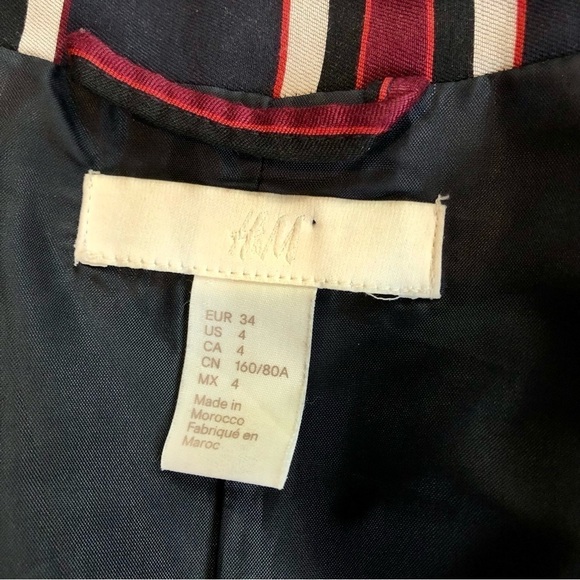 H&M
EUR 34
US 4
CA 4
CN 160/80A
MX 4
Made in
Morocco
Fabriqué en
Maroc